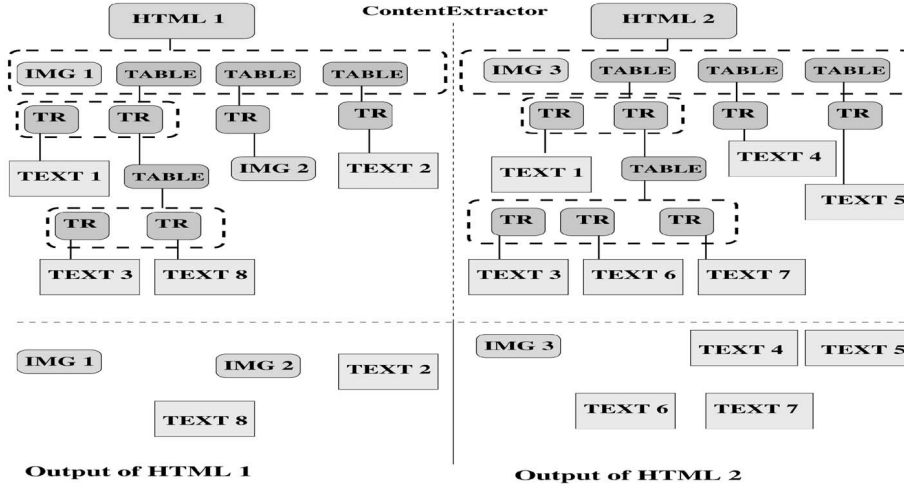 ContentExtractor
HTML 1
IMG 1 TABLE TABLE TABLE
TR TR TR TR
TEXT 1 TABLE IMG 2 TEXT 2
TR TR
TEXT 3 TEXT 8
HTML 2
IMG 3 TABLE TABLE TABLE
TR TR TR TR
TEXT 1 TABLE TEXT 4 TEXT 5
TR TR TR
TEXT 3 TEXT 6 TEXT 7
IMG 1 IMG 2 TEXT 2
TEXT 8
Output of HTML 1
IMG 3 TEXT 4 TEXT 5
TEXT 6 TEXT 7
Output of HTML 2